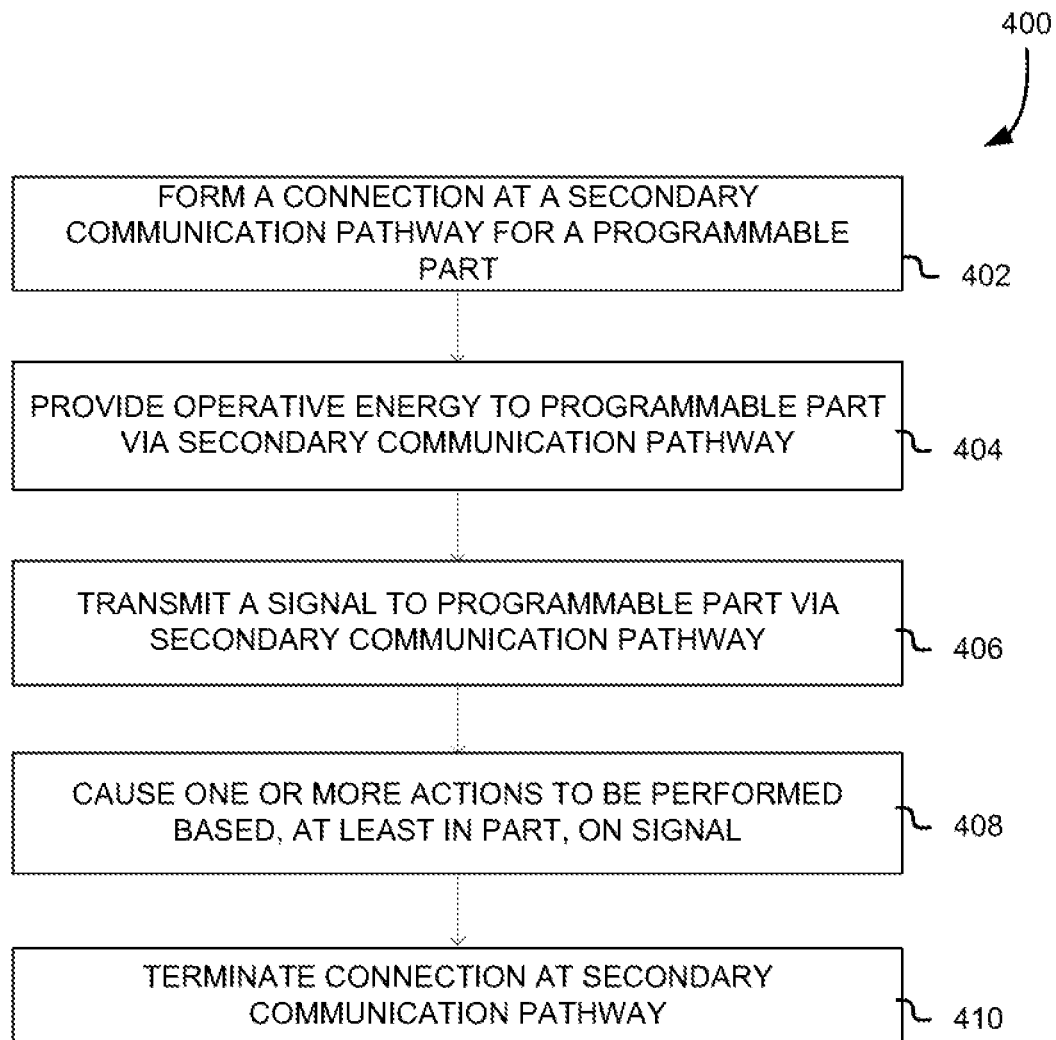 400
FORM A CONNECTION AT A SECONDARY
COMMUNICATION PATHWAY FOR A PROGRAMMABLE
PART
402
PROVIDE OPERATIVE ENERGY TO PROGRAMMABLE PART
VIA SECONDARY COMMUNICATION PATHWAY
404
TRANSMIT A SIGNAL TO PROGRAMMABLE PART VIA
SECONDARY COMMUNICATION PATHWAY
406
CAUSE ONE OR MORE ACTIONS TO BE PERFORMED
BASED, AT LEAST IN PART, ON SIGNAL
408
TERMINATE CONNECTION AT SECONDARY
COMMUNICATION PATHWAY
410